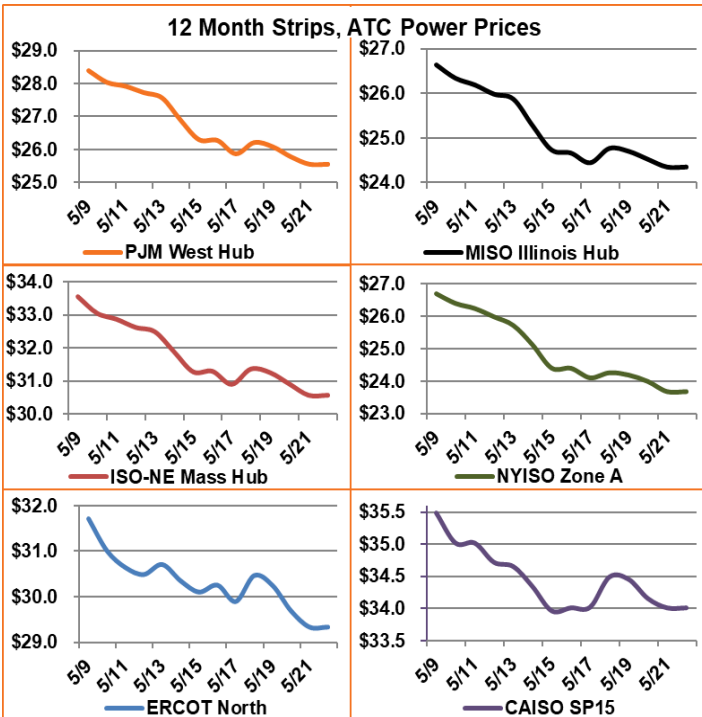 12 Month Strips, ATC Power Prices
$29.0
$28.0
$27.0
$26.0
$25.0
5/9 5/11 5/13 5/15 5/17 5/19 5/21
PJM West Hub
$27.0
$26.0
$25.0
$24.0
5/9 5/11 5/13 5/15 5/17 5/19 5/21
MISO Illinois Hub
$34.0
$33.0
$32.0
$31.0
$30.0
5/9 5/11 5/13 5/15 5/17 5/19 5/21
ISO-NE Mass Hub
$27.0
$26.0
$25.0
$24.0
$23.0
5/9 5/11 5/13 5/15 5/17 5/19 5/21
NYISO Zone A
$32.0
$31.0
$30.0
$29.0
5/9 5/11 5/13 5/15 5/17 5/19 5/21
ERCOT North
$35.5
$35.0
$34.5
$34.0
$33.5
5/9 5/11 5/13 5/15 5/17 5/19 5/21
CAISO SP15